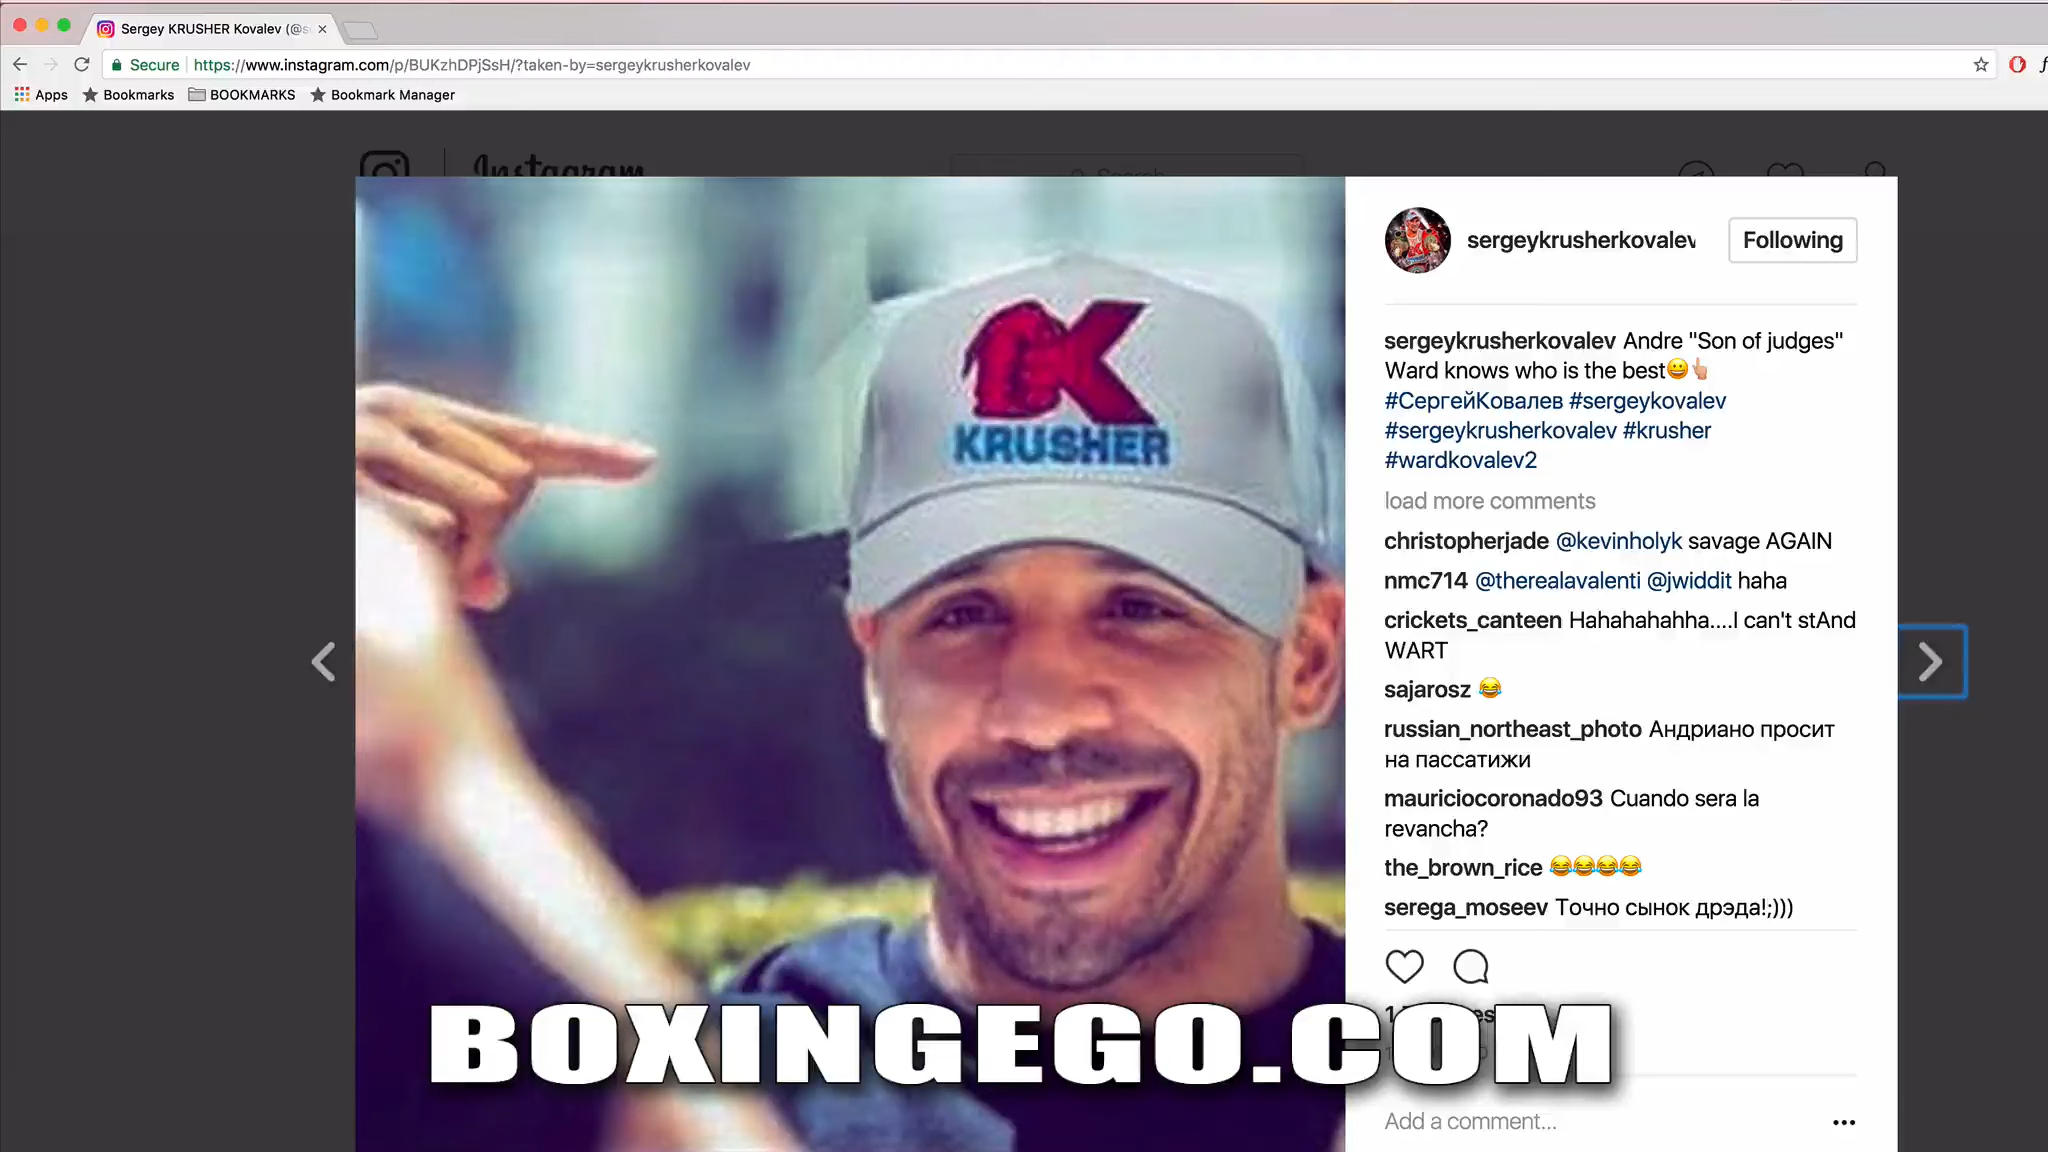 Sergey KRUSHER Kovalev (@s
Secure
https://www.instagram.com/p/BUKzhDPjSsH/?taken-by=sergeykrusherkovalev
Apps
Bookmarks
BOOKMARKS
Bookmark Manager
Instagram
Search
K
KRUSHER
sergeykrusherkovalev
Following
sergeykrusherkovalev Andre "Son of judges"
Ward knows who is the best😀👆🏼
#СергейКовалев #sergeykovalev
#sergeykrusherkovalev #krusher
#wardkovalev2
load more comments
christopherjade @kevinholyk savage AGAIN
nmc714 @therealavalenti @jwiddit haha
crickets_canteen Hahahahahha....I can't stAnd
WART
sajarosz 😂
russian_northeast_photo Андриано просит
на пассатижи
mauriciocoronado93 Cuando sera la
revancha?
the_brown_rice 😂😂😂😂
serega_moseev Точно сынок дрэда!;)))
BOXINGEGO.COM
Add a comment...